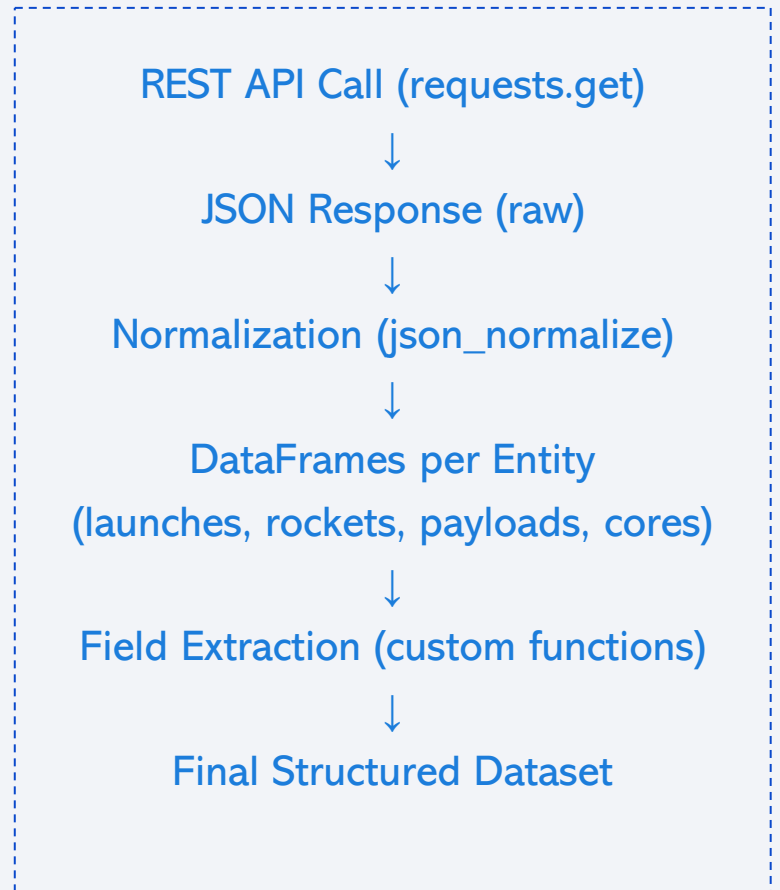 REST API Call (requests.get)
↓
JSON Response (raw)
↓
Normalization (json_normalize)
↓
DataFrames per Entity
(launches, rockets, payloads, cores)
↓
Field Extraction (custom functions)
↓
Final Structured Dataset